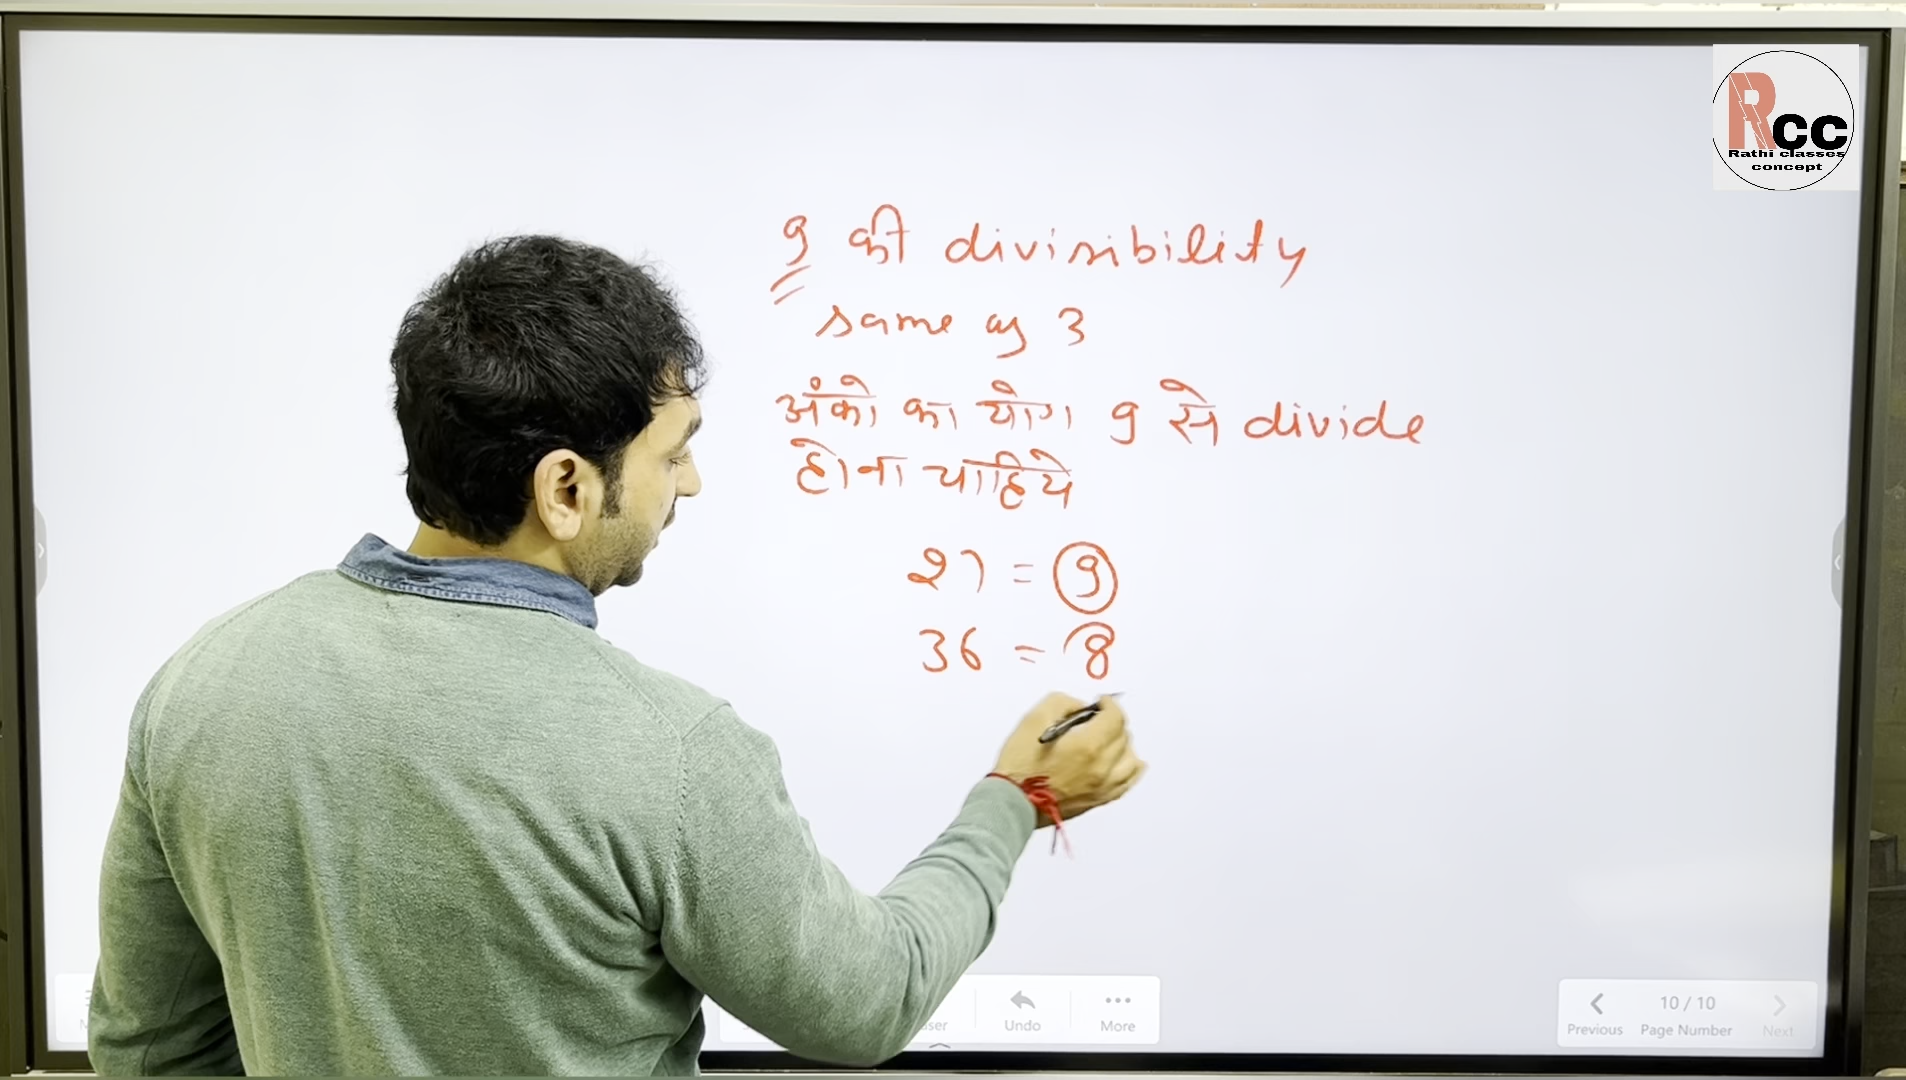 Rcc
Rathi classes
concept
9 की divisibility
same as 3
अंको का योग 9 से divide
होना चाहिये
27 = 9
36 = 9
Undo
More
10 / 10
Previous Page Number Next